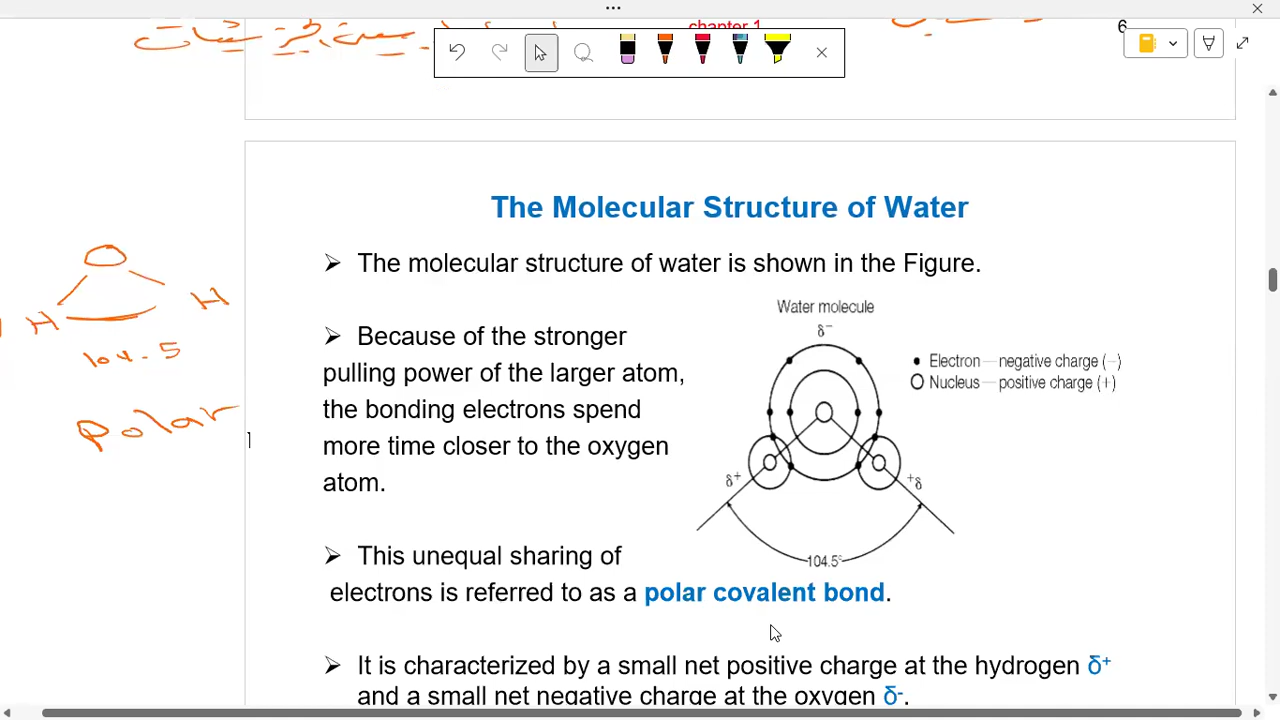 chapter 1
6
The Molecular Structure of Water
➢ The molecular structure of water is shown in the Figure.
Water molecule
δ⁻
Electron — negative charge (−)
Nucleus — positive charge (+)
➢ Because of the stronger
pulling power of the larger atom,
the bonding electrons spend
more time closer to the oxygen
atom.
δ⁺
⁺δ
104.5°
➢ This unequal sharing of
electrons is referred to as a polar covalent bond.
➢ It is characterized by a small net positive charge at the hydrogen δ⁺
and a small net negative charge at the oxygen δ⁻.
O
H H
104.5
Polar
1